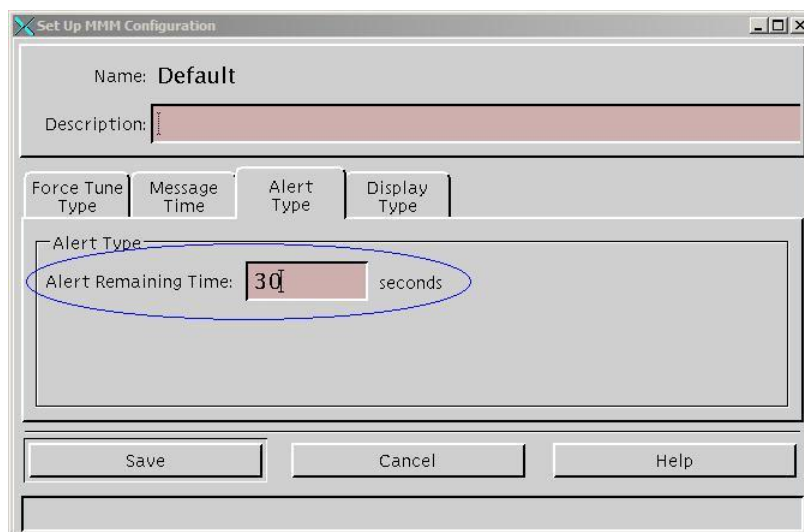 Set Up MMM Configuration
Name: Default
Description:
Force Tune Type
Message Time
Alert Type
Display Type
Alert Type
Alert Remaining Time: 30 seconds
Save Cancel Help